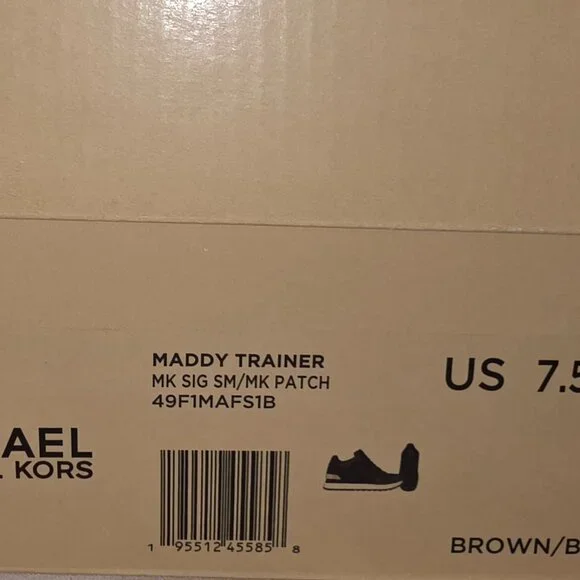 MADDY TRAINER
MK SIG SM/MK PATCH
49F1MAFS1B
US 7.5
AEL
KORS
1 95512 45585 8
BROWN/B